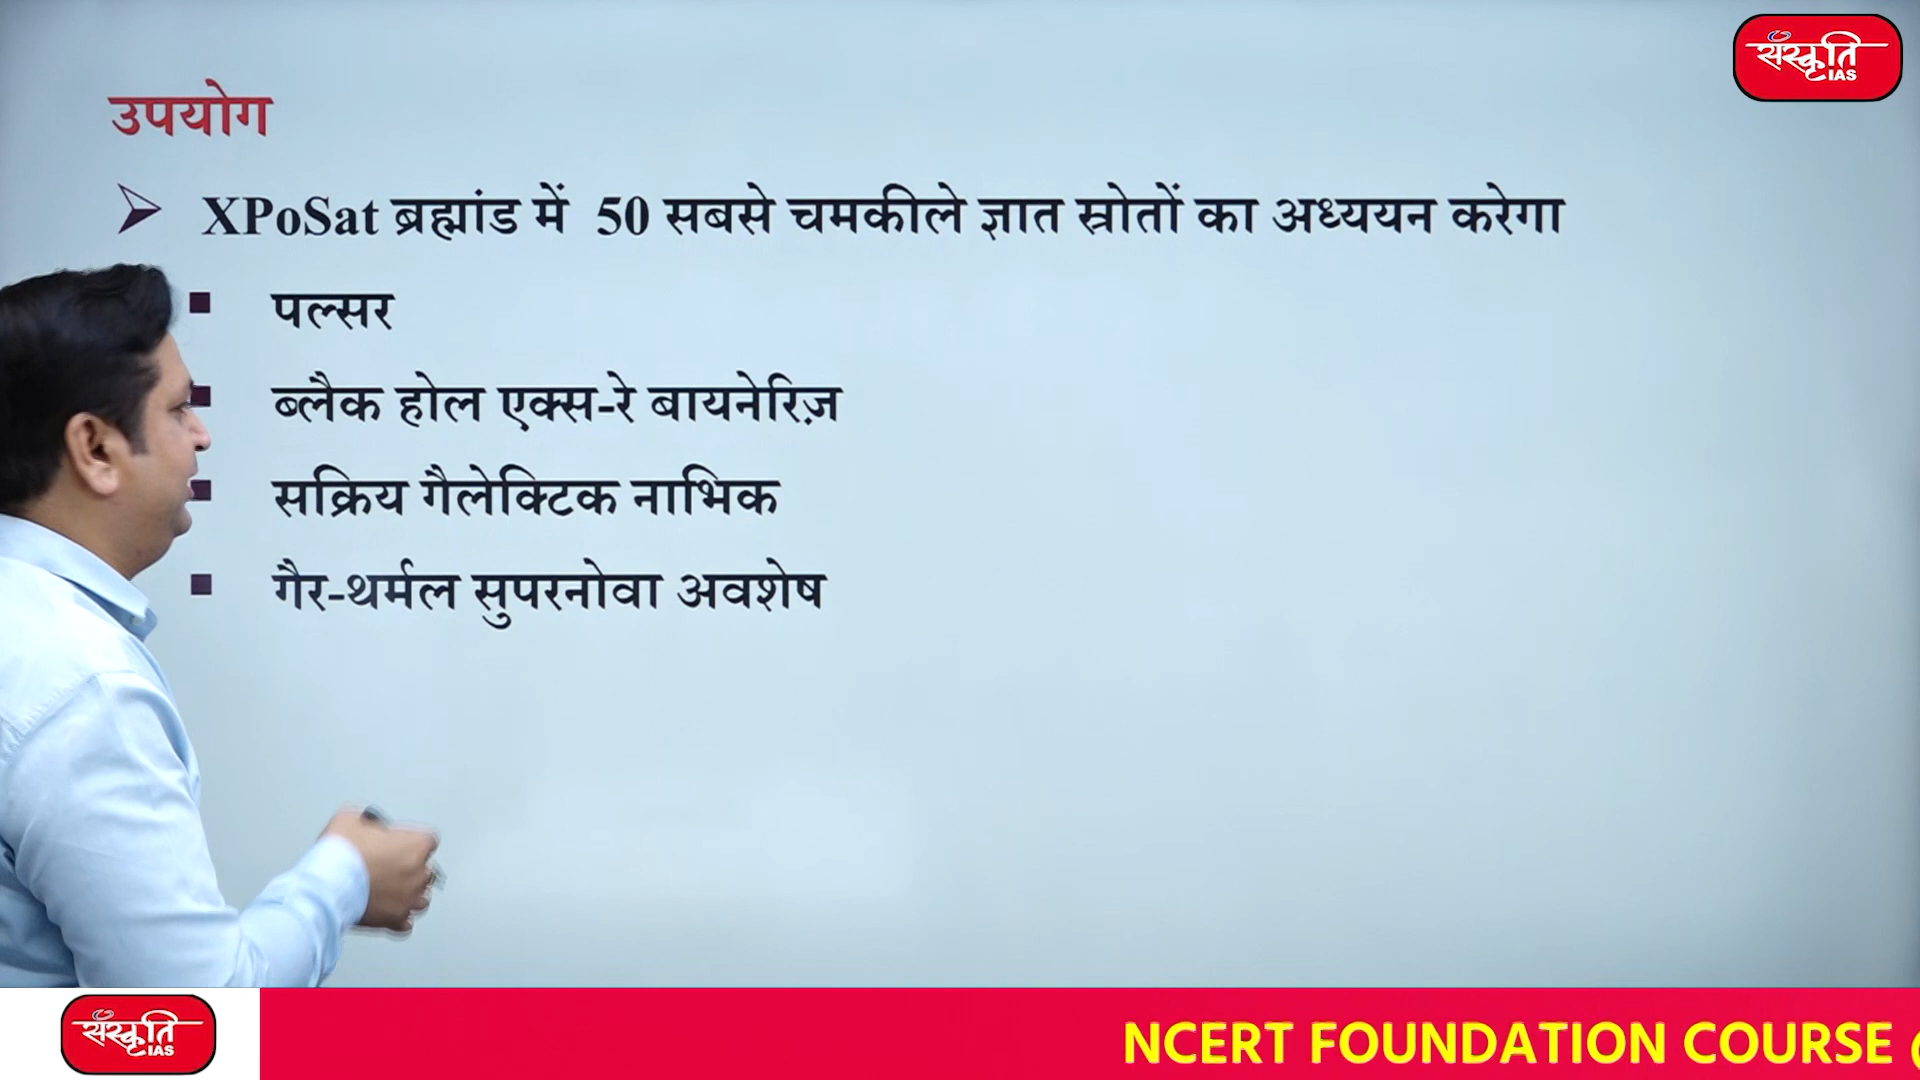 संस्कृति
IAS
उपयोग
XPoSat ब्रह्मांड में 50 सबसे चमकीले ज्ञात स्रोतों का अध्ययन करेगा
पल्सर
ब्लैक होल एक्स-रे बायनेरिज़
सक्रिय गैलेक्टिक नाभिक
गैर-थर्मल सुपरनोवा अवशेष
संस्कृति
IAS
NCERT FOUNDATION COURSE